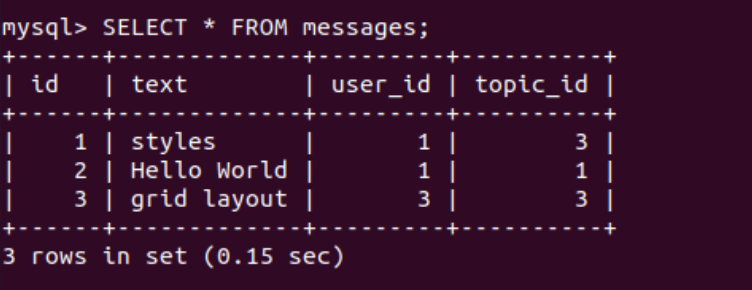 mysql> SELECT * FROM messages;
+------+-------------+---------+----------+
| id   | text        | user_id | topic_id |
+------+-------------+---------+----------+
|    1 | styles      |       1 |        3 |
|    2 | Hello World |       1 |        1 |
|    3 | grid layout |       3 |        3 |
+------+-------------+---------+----------+
3 rows in set (0.15 sec)